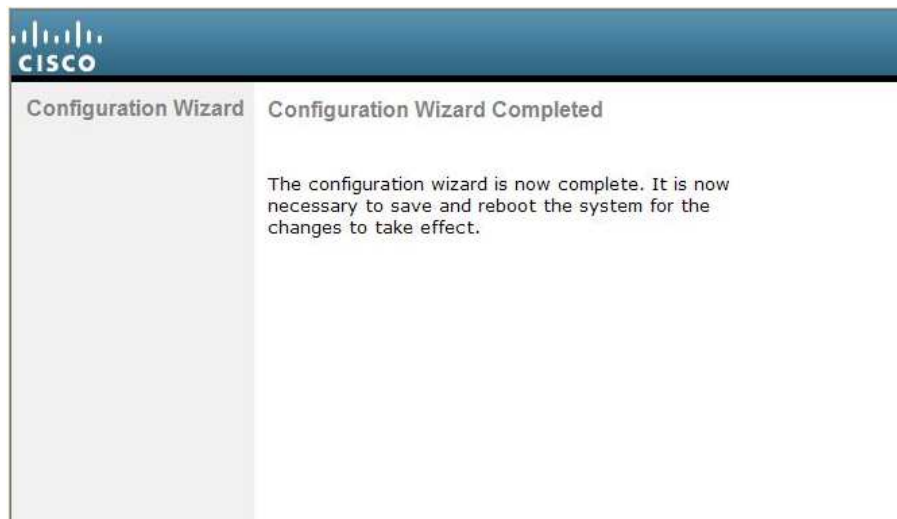 CISCO
Configuration Wizard
Configuration Wizard Completed
The configuration wizard is now complete. It is now
necessary to save and reboot the system for the
changes to take effect.